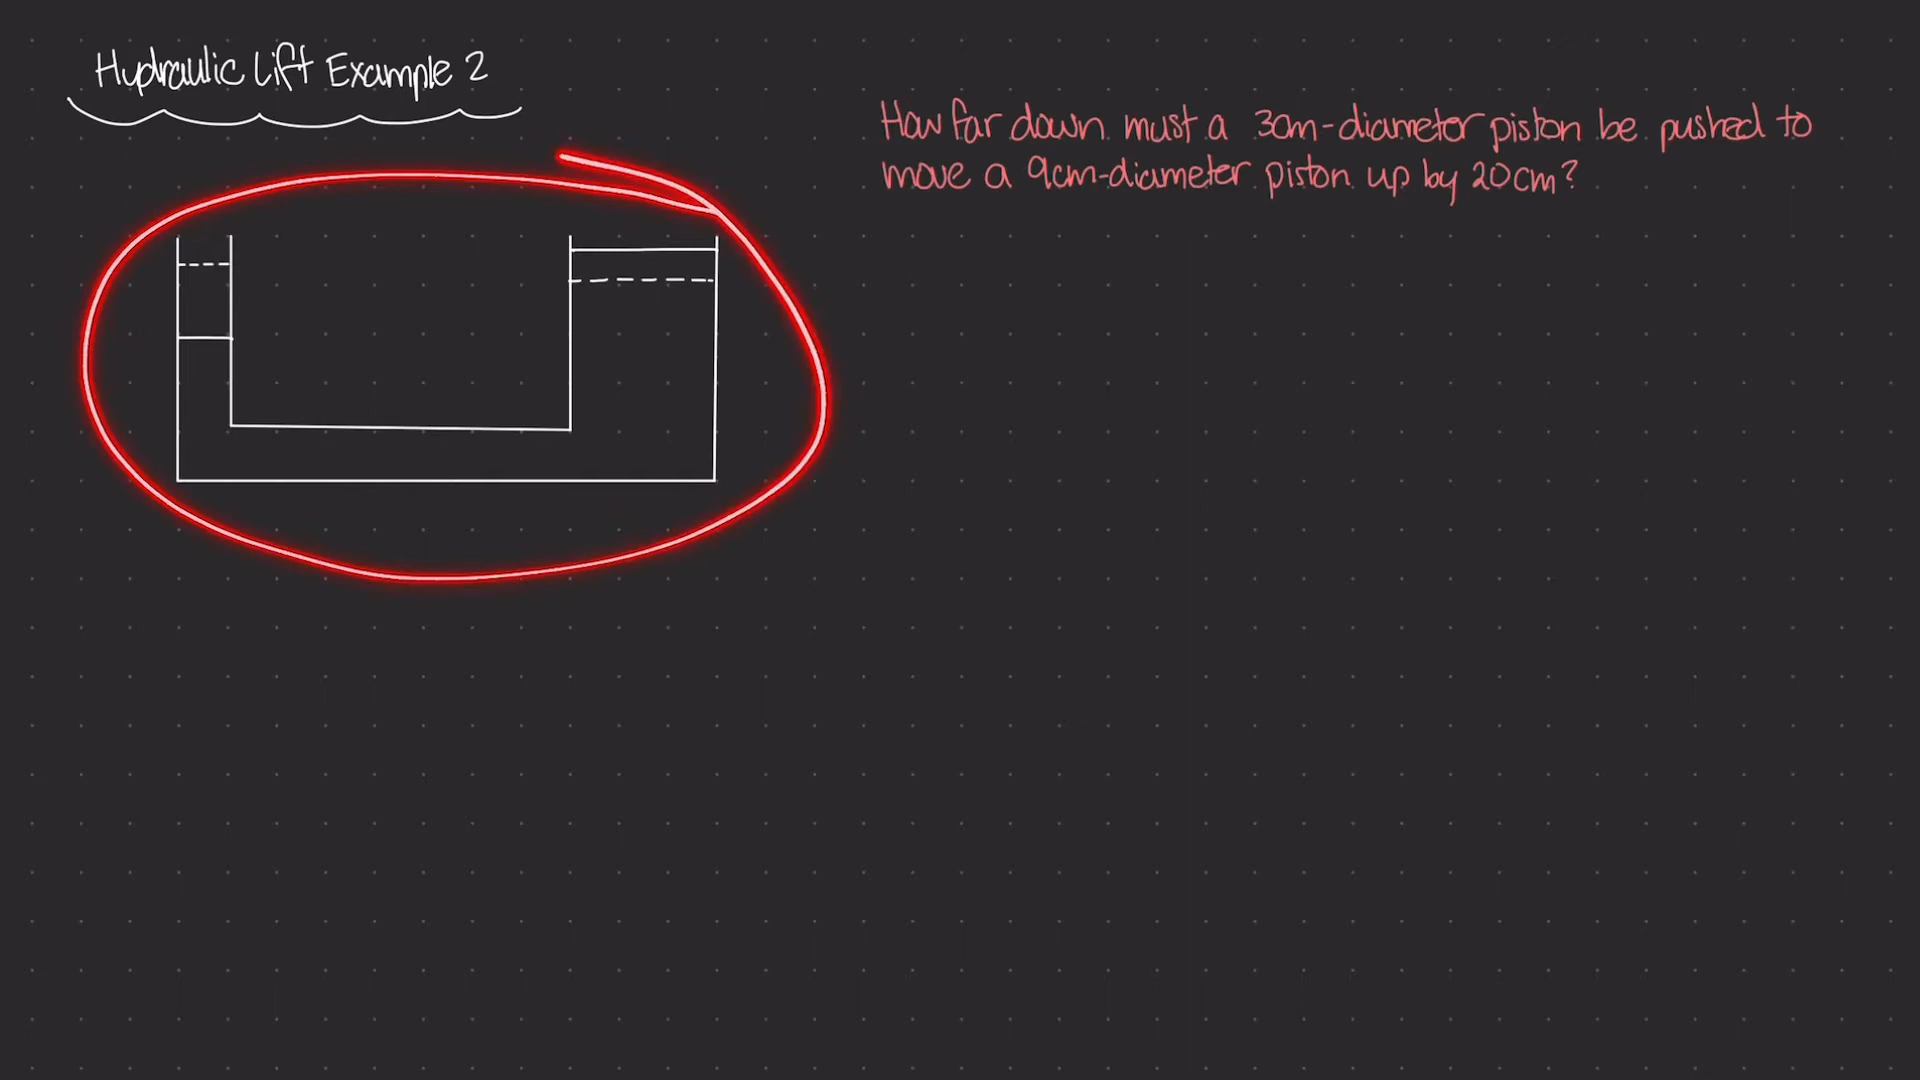 Hydraulic Lift Example 2
How far down must a 3cm-diameter piston be pushed to
move a 9cm-diameter piston up by 20cm?